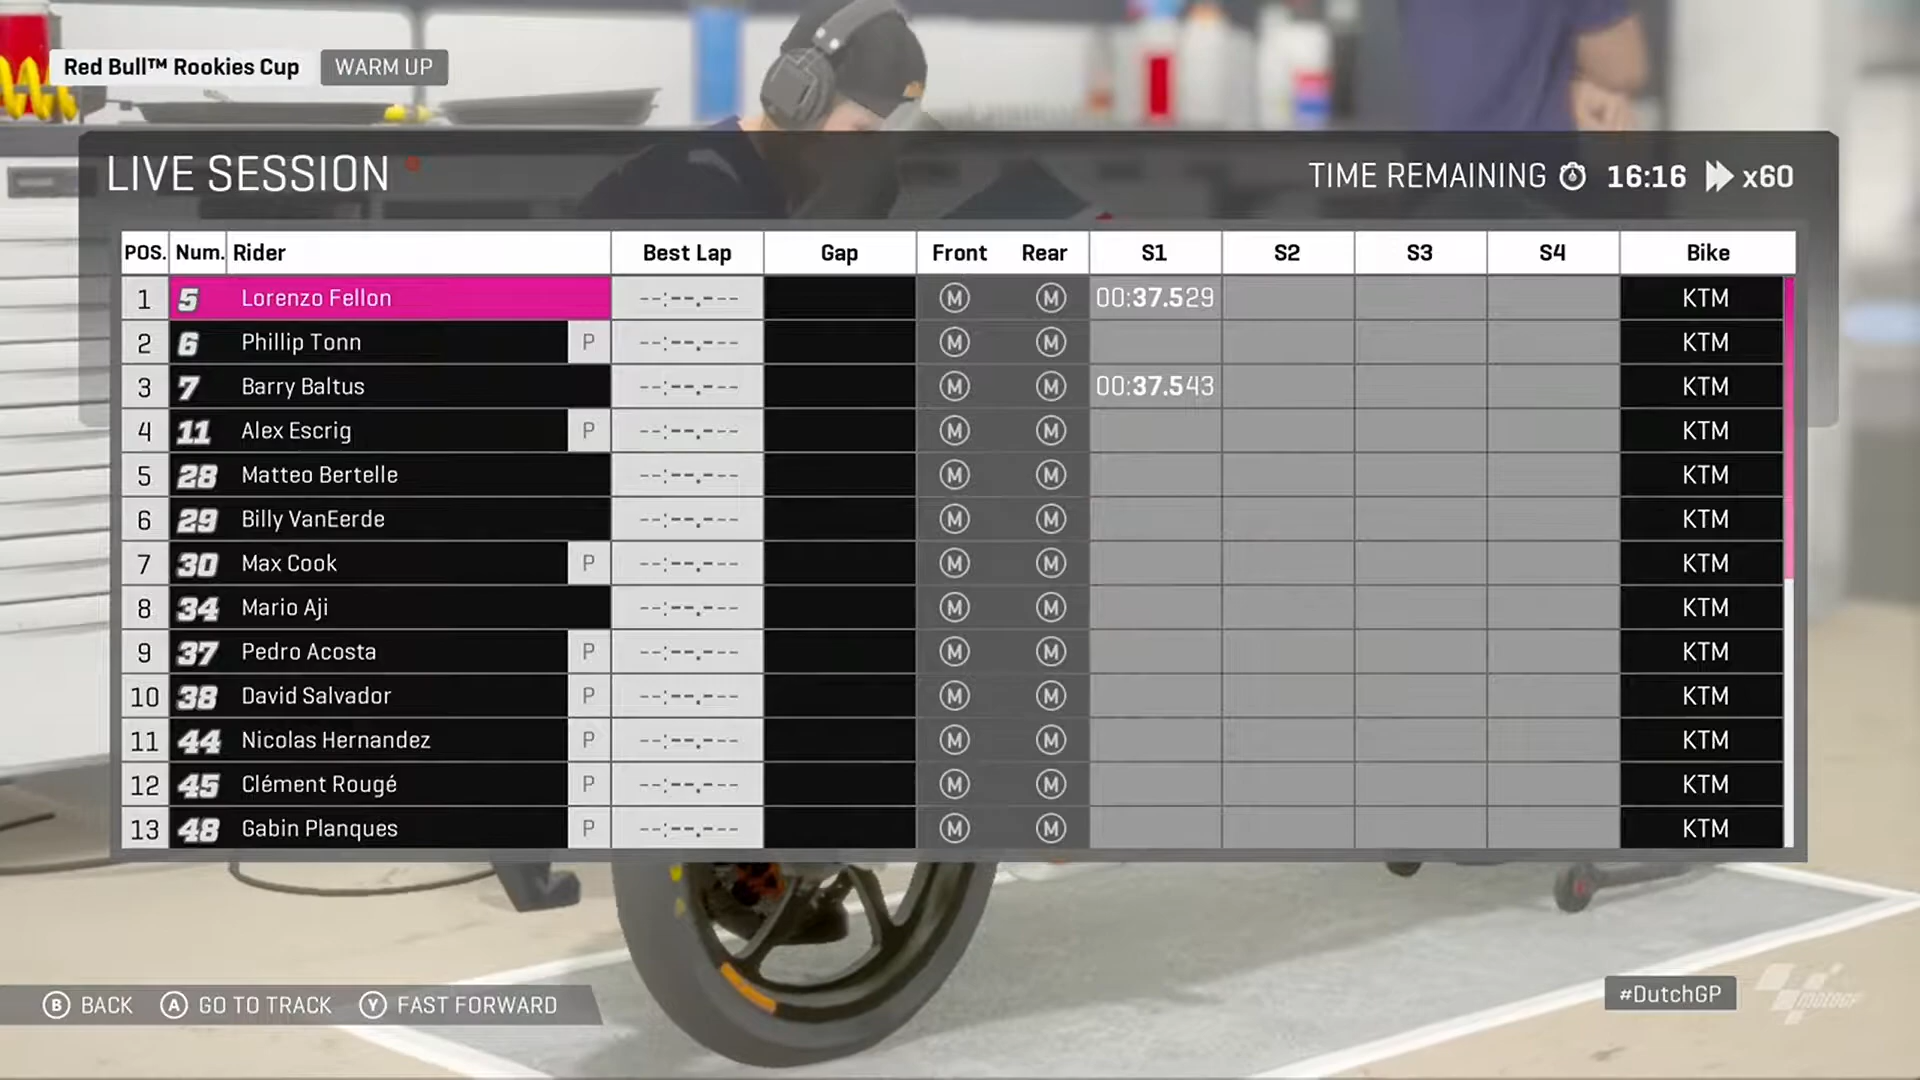 Red Bull™ Rookies Cup WARM UP
LIVE SESSION TIME REMAINING 16:16 x60
POS. Num. Rider Best Lap Gap Front Rear S1 S2 S3 S4 Bike
1 5 Lorenzo Fellon --:--.--- M M 00:37.529 KTM
2 6 Phillip Tonn P --:--.--- M M KTM
3 7 Barry Baltus --:--.--- M M 00:37.543 KTM
4 11 Alex Escrig P --:--.--- M M KTM
5 28 Matteo Bertelle --:--.--- M M KTM
6 29 Billy VanEerde --:--.--- M M KTM
7 30 Max Cook P --:--.--- M M KTM
8 34 Mario Aji --:--.--- M M KTM
9 37 Pedro Acosta P --:--.--- M M KTM
10 38 David Salvador P --:--.--- M M KTM
11 44 Nicolas Hernandez P --:--.--- M M KTM
12 45 Clément Rougé P --:--.--- M M KTM
13 48 Gabin Planques P --:--.--- M M KTM
#DutchGP MotoGP
B BACK A GO TO TRACK Y FAST FORWARD